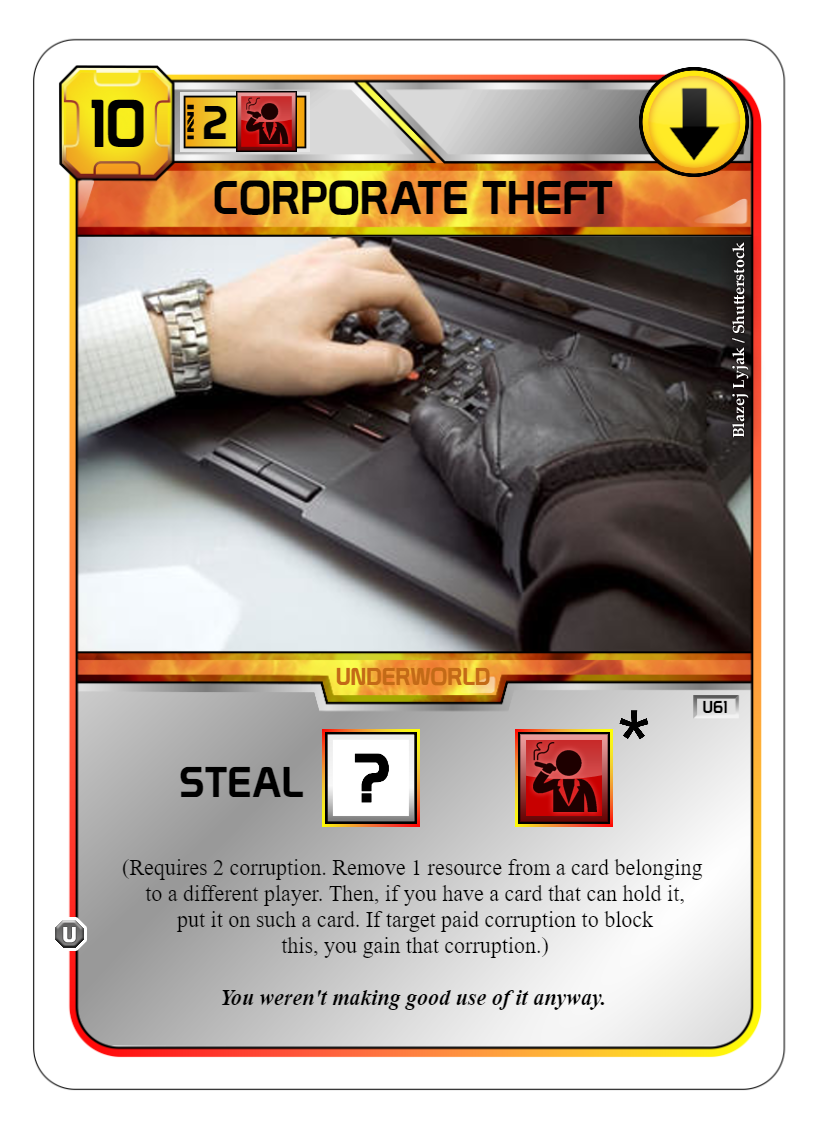 10
2
CORPORATE THEFT
Blazej Lyjak / Shutterstock
UNDERWORLD
U61
STEAL ? *
(Requires 2 corruption. Remove 1 resource from a card belonging
to a different player. Then, if you have a card that can hold it,
put it on such a card. If target paid corruption to block
this, you gain that corruption.)
U
You weren't making good use of it anyway.